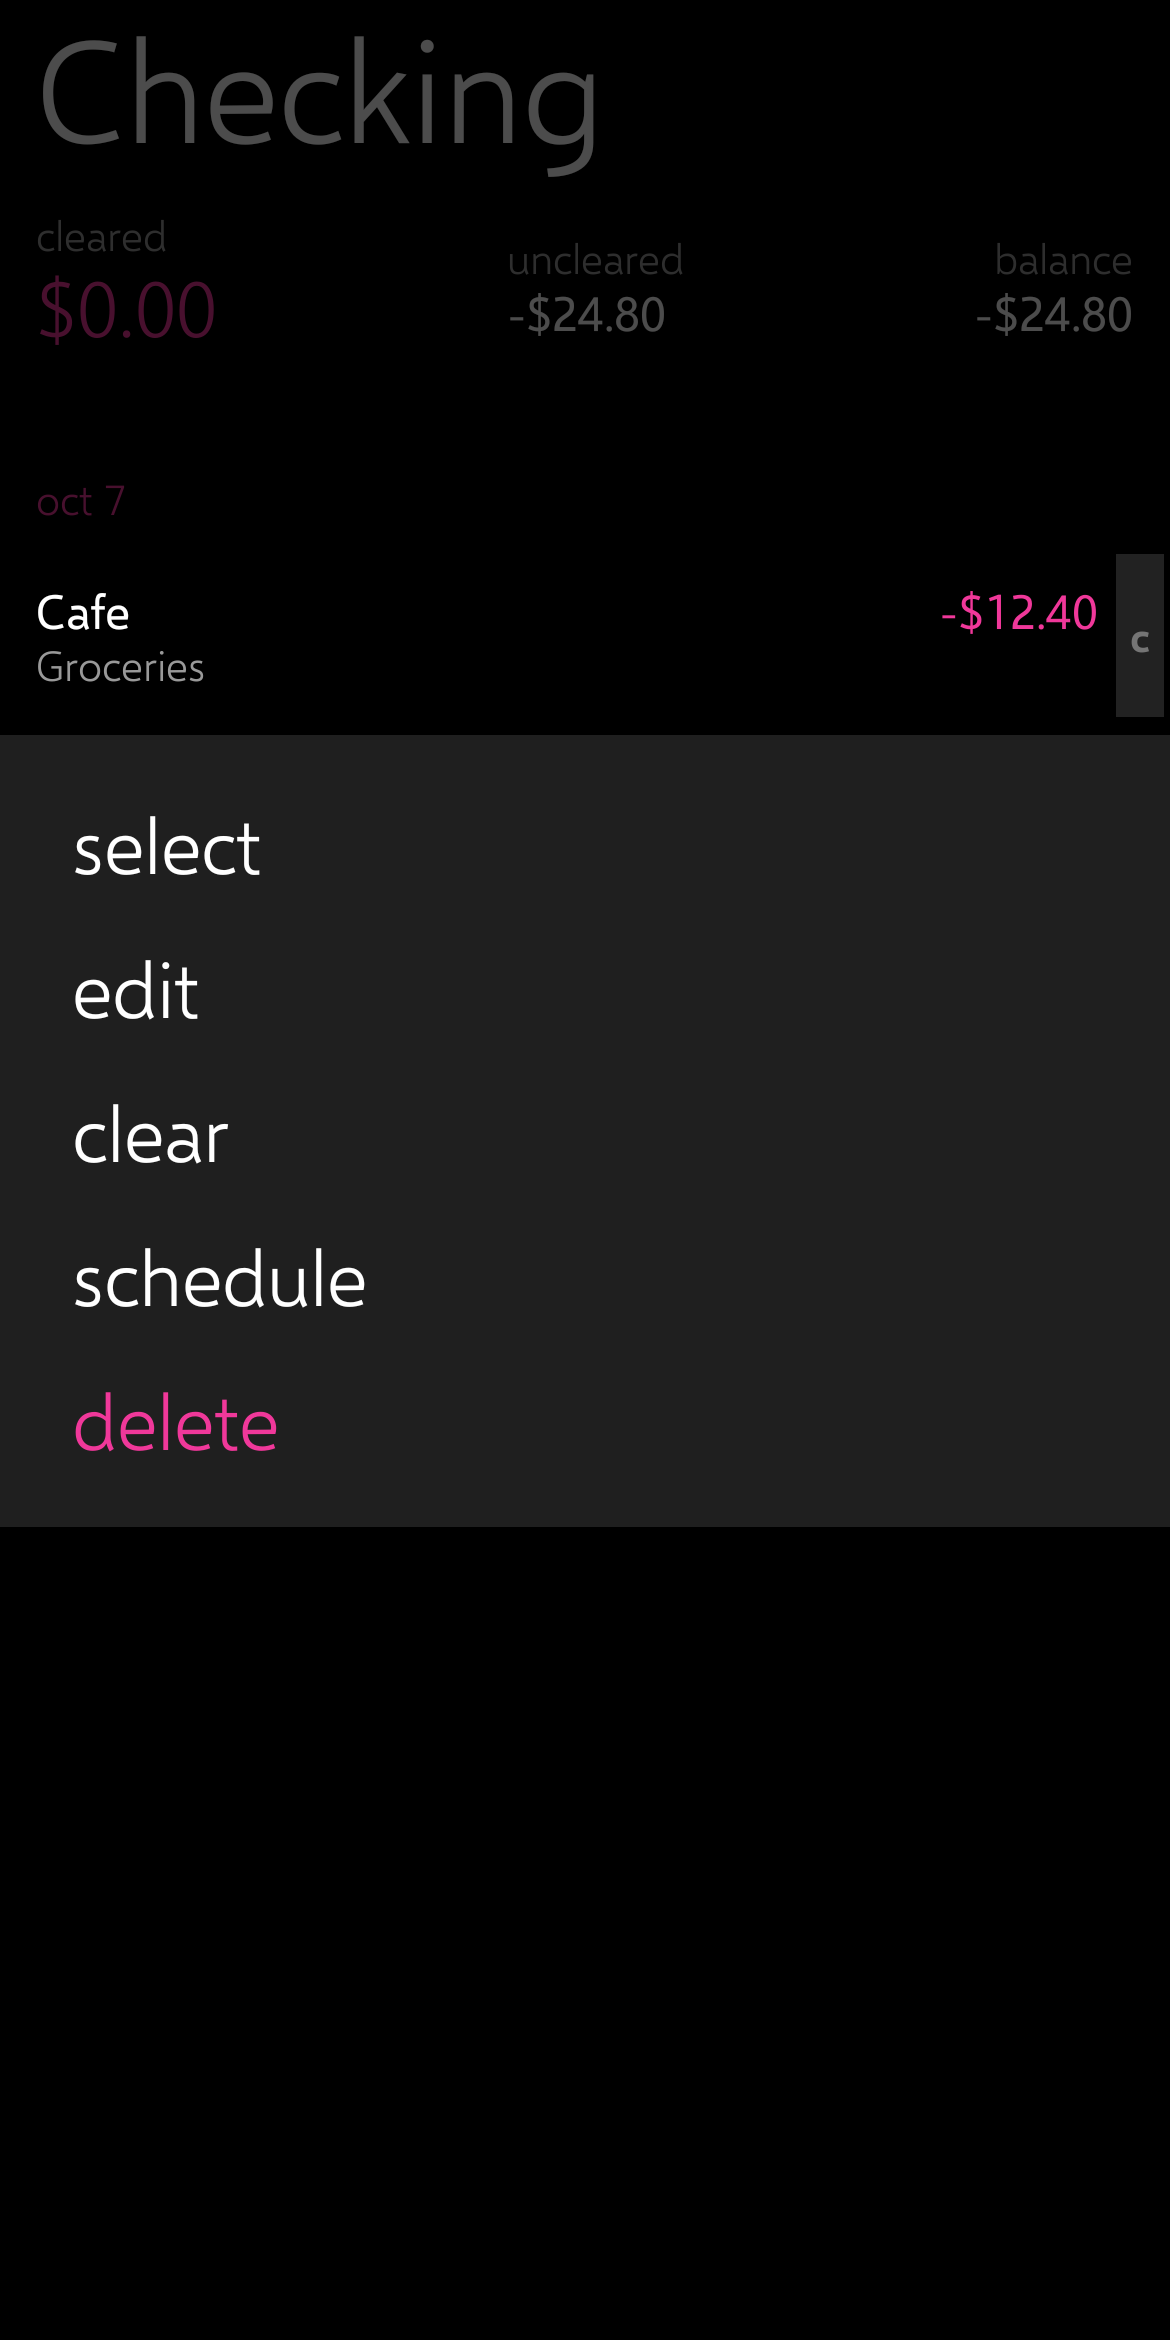 Checking
cleared
$0.00
uncleared
-$24.80
balance
-$24.80
oct 7
Cafe
-$12.40
c
Groceries
select
edit
clear
schedule
delete